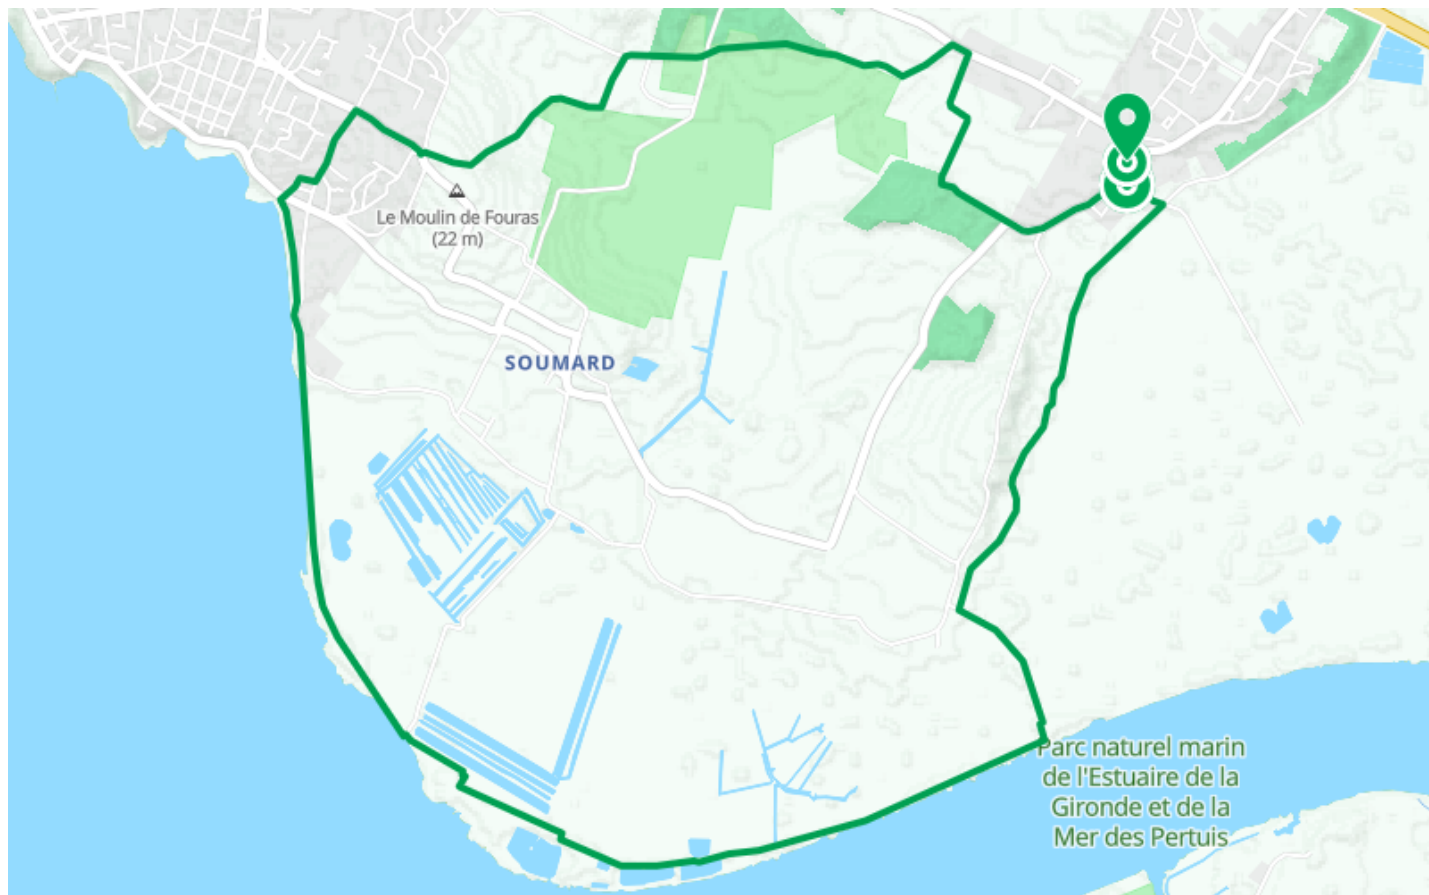 Le Moulin de Fouras
(22 m)
SOUMARD
Parc naturel marin
de l'Estuaire de la
Gironde et de la
Mer des Pertuis